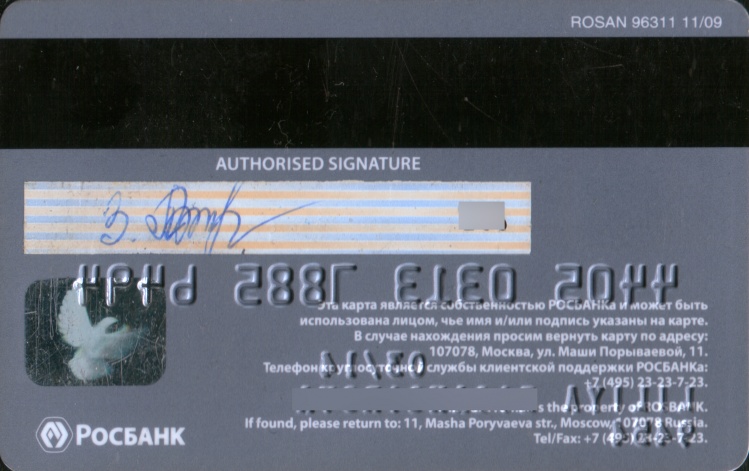 ROSAN 96311 11/09
AUTHORISED SIGNATURE
Эта карта является собственностью РОСБАНКа и может быть
использована лицом, чье имя и/или подпись указаны на карте.
В случае нахождения просим вернуть карту по адресу:
107078, Москва, ул. Маши Порываевой, 11.
Телефон круглосуточной службы клиентской поддержки РОСБАНКа:
+7 (495) 23-23-7-23.
is the property of ROSBANK.
If found, please return to: 11, Masha Poryvaeva str., Moscow, 107078 Russia.
Tel/Fax: +7 (495) 23-23-7-23.
РОСБАНК